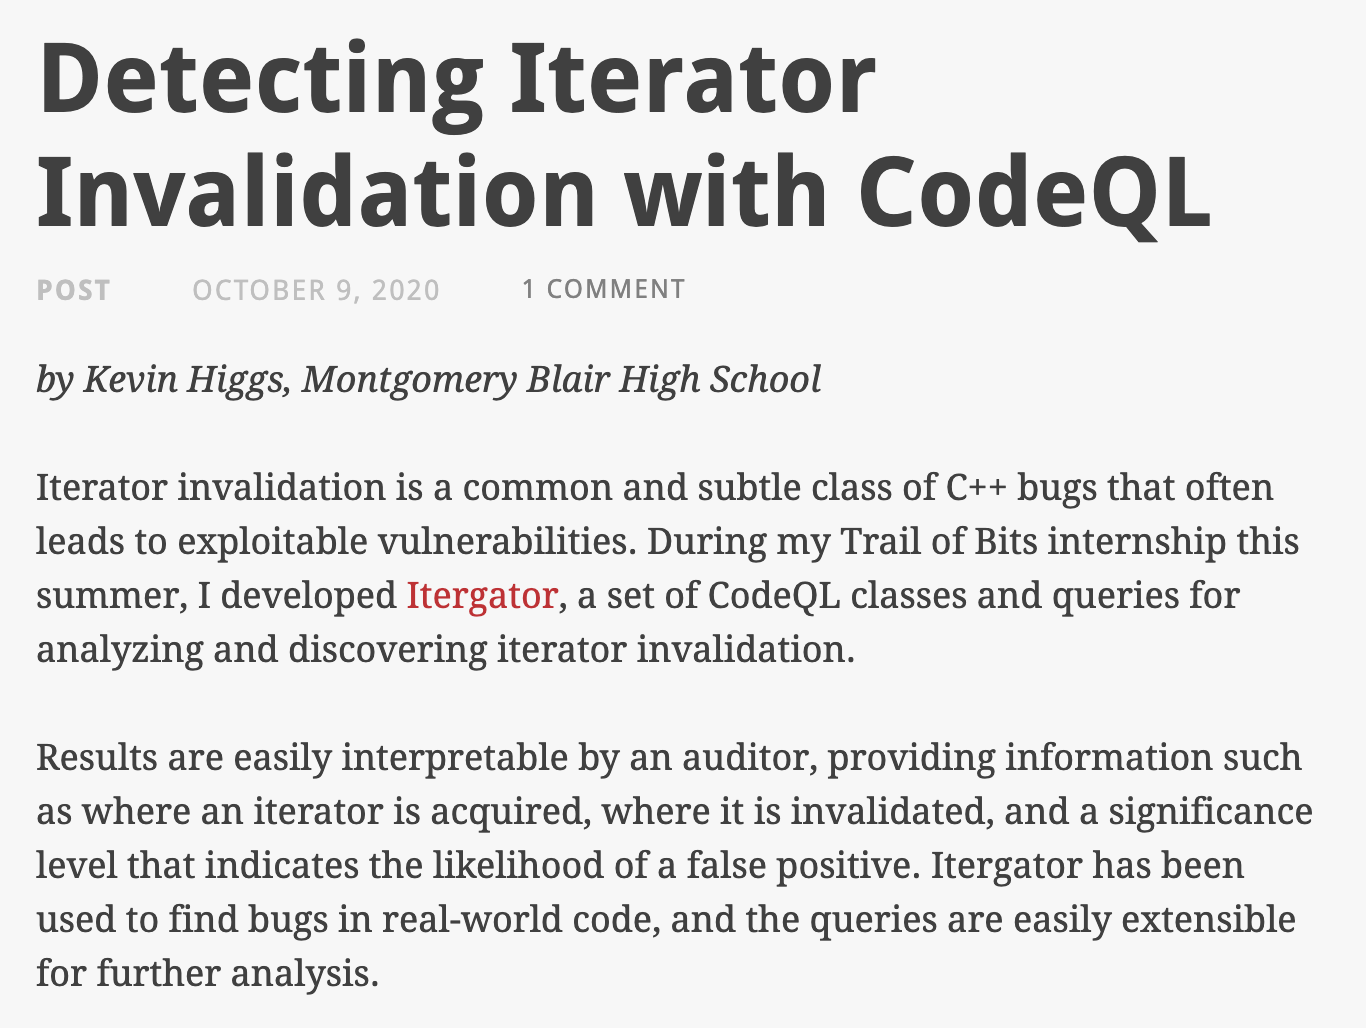 Detecting Iterator
Invalidation with CodeQL
POST OCTOBER 9, 2020 1 COMMENT
by Kevin Higgs, Montgomery Blair High School
Iterator invalidation is a common and subtle class of C++ bugs that often
leads to exploitable vulnerabilities. During my Trail of Bits internship this
summer, I developed Itergator, a set of CodeQL classes and queries for
analyzing and discovering iterator invalidation.
Results are easily interpretable by an auditor, providing information such
as where an iterator is acquired, where it is invalidated, and a significance
level that indicates the likelihood of a false positive. Itergator has been
used to find bugs in real-world code, and the queries are easily extensible
for further analysis.